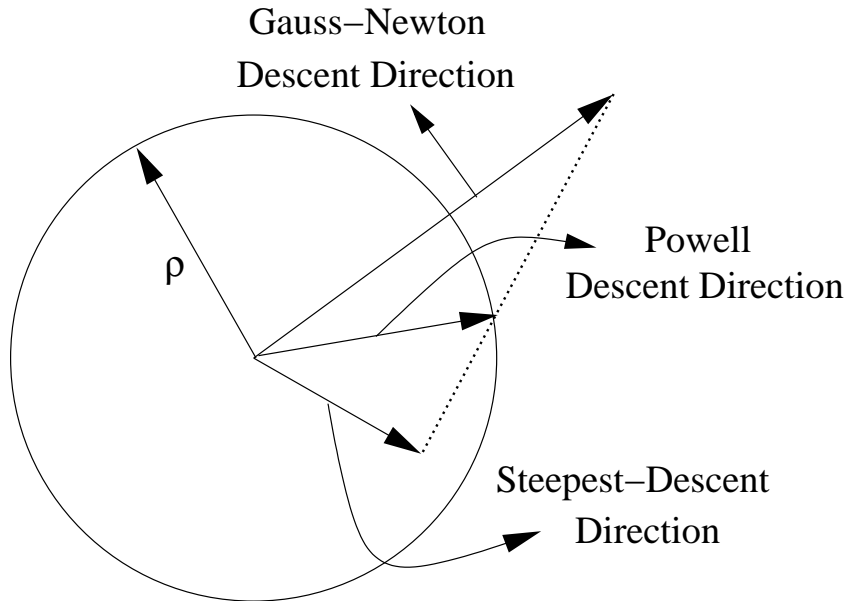 Gauss−Newton
Descent Direction
ρ
Powell
Descent Direction
Steepest−Descent
Direction